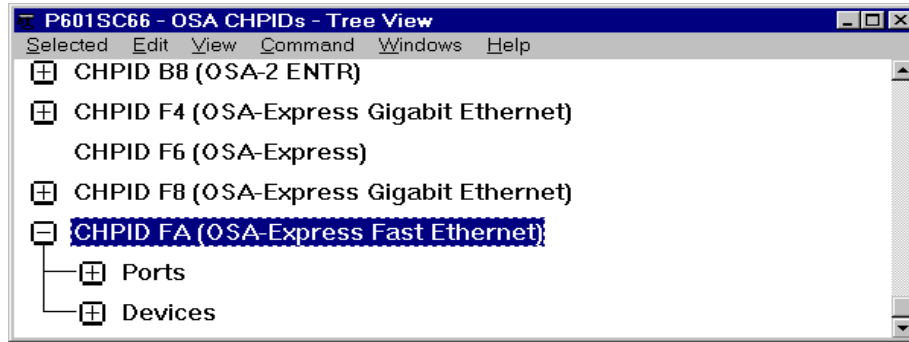 P601SC66 - OSA CHPIDs - Tree View
Selected Edit View Command Windows Help
CHPID B8 (OSA-2 ENTR)
CHPID F4 (OSA-Express Gigabit Ethernet)
CHPID F6 (OSA-Express)
CHPID F8 (OSA-Express Gigabit Ethernet)
CHPID FA (OSA-Express Fast Ethernet)
Ports
Devices